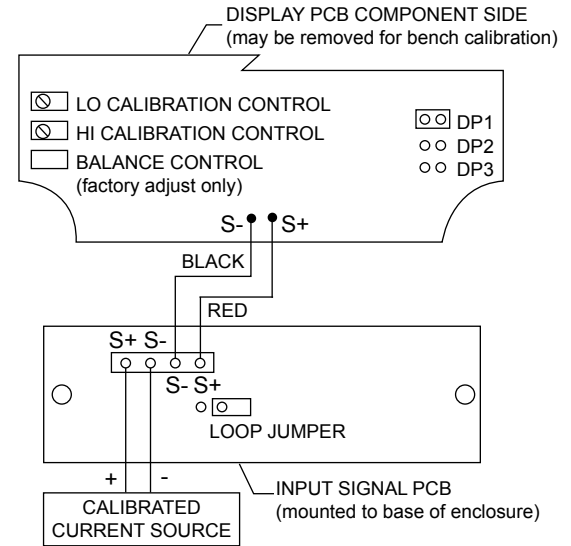 DISPLAY PCB COMPONENT SIDE
(may be removed for bench calibration)
LO CALIBRATION CONTROL
HI CALIBRATION CONTROL
BALANCE CONTROL
(factory adjust only)
DP1
DP2
DP3
S- S+
BLACK
RED
S+ S-
S- S+
LOOP JUMPER
+ -
CALIBRATED
CURRENT SOURCE
INPUT SIGNAL PCB
(mounted to base of enclosure)